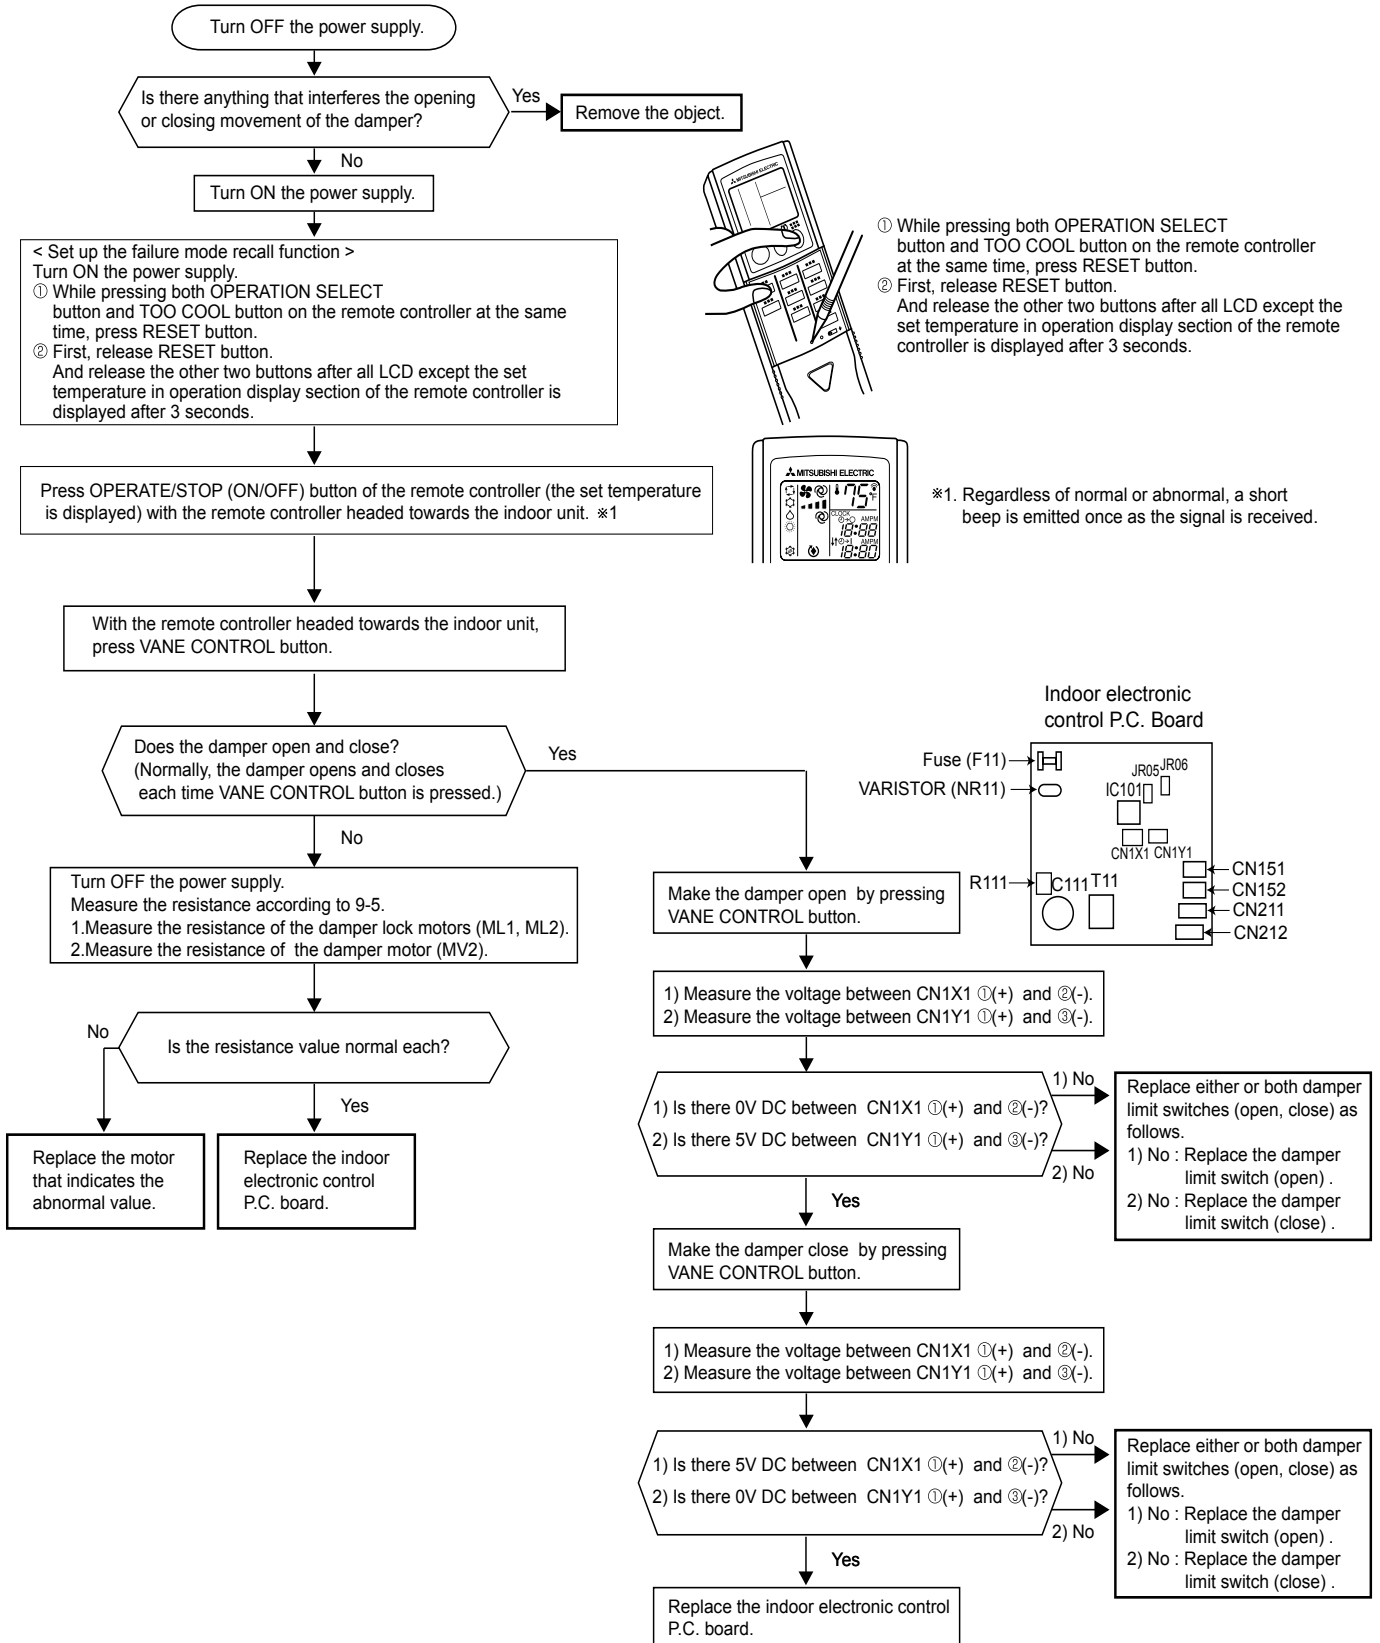 Turn OFF the power supply.
Is there anything that interferes the opening
or closing movement of the damper?
Yes
Remove the object.
No
Turn ON the power supply.
< Set up the failure mode recall function >
Turn ON the power supply.
① While pressing both OPERATION SELECT
button and TOO COOL button on the remote controller at the same
time, press RESET button.
② First, release RESET button.
And release the other two buttons after all LCD except the set
temperature in operation display section of the remote controller is
displayed after 3 seconds.
MITSUBISHI ELECTRIC
① While pressing both OPERATION SELECT
button and TOO COOL button on the remote controller
at the same time, press RESET button.
② First, release RESET button.
And release the other two buttons after all LCD except the
set temperature in operation display section of the remote
controller is displayed after 3 seconds.
Press OPERATE/STOP (ON/OFF) button of the remote controller (the set temperature
is displayed) with the remote controller headed towards the indoor unit. ※1
MITSUBISHI ELECTRIC
75°F
CLOCK
AMPM
18:88
AMPM
18:80
※1. Regardless of normal or abnormal, a short
beep is emitted once as the signal is received.
With the remote controller headed towards the indoor unit,
press VANE CONTROL button.
Does the damper open and close?
(Normally, the damper opens and closes
each time VANE CONTROL button is pressed.)
Yes
No
Indoor electronic
control P.C. Board
Fuse (F11)
VARISTOR (NR11)
JR05
JR06
IC101
CN1X1
CN1Y1
R111
C111
T11
CN151
CN152
CN211
CN212
Turn OFF the power supply.
Measure the resistance according to 9-5.
1.Measure the resistance of the damper lock motors (ML1, ML2).
2.Measure the resistance of the damper motor (MV2).
Is the resistance value normal each?
No
Yes
Replace the motor
that indicates the
abnormal value.
Replace the indoor
electronic control
P.C. board.
Make the damper open by pressing
VANE CONTROL button.
1) Measure the voltage between CN1X1 ①(+) and ②(-).
2) Measure the voltage between CN1Y1 ①(+) and ③(-).
1) Is there 0V DC between CN1X1 ①(+) and ②(-)?
2) Is there 5V DC between CN1Y1 ①(+) and ③(-)?
1) No
2) No
Yes
Replace either or both damper
limit switches (open, close) as
follows.
1) No : Replace the damper
limit switch (open) .
2) No : Replace the damper
limit switch (close) .
Make the damper close by pressing
VANE CONTROL button.
1) Measure the voltage between CN1X1 ①(+) and ②(-).
2) Measure the voltage between CN1Y1 ①(+) and ③(-).
1) Is there 5V DC between CN1X1 ①(+) and ②(-)?
2) Is there 0V DC between CN1Y1 ①(+) and ③(-)?
1) No
2) No
Yes
Replace either or both damper
limit switches (open, close) as
follows.
1) No : Replace the damper
limit switch (open) .
2) No : Replace the damper
limit switch (close) .
Replace the indoor electronic control
P.C. board.